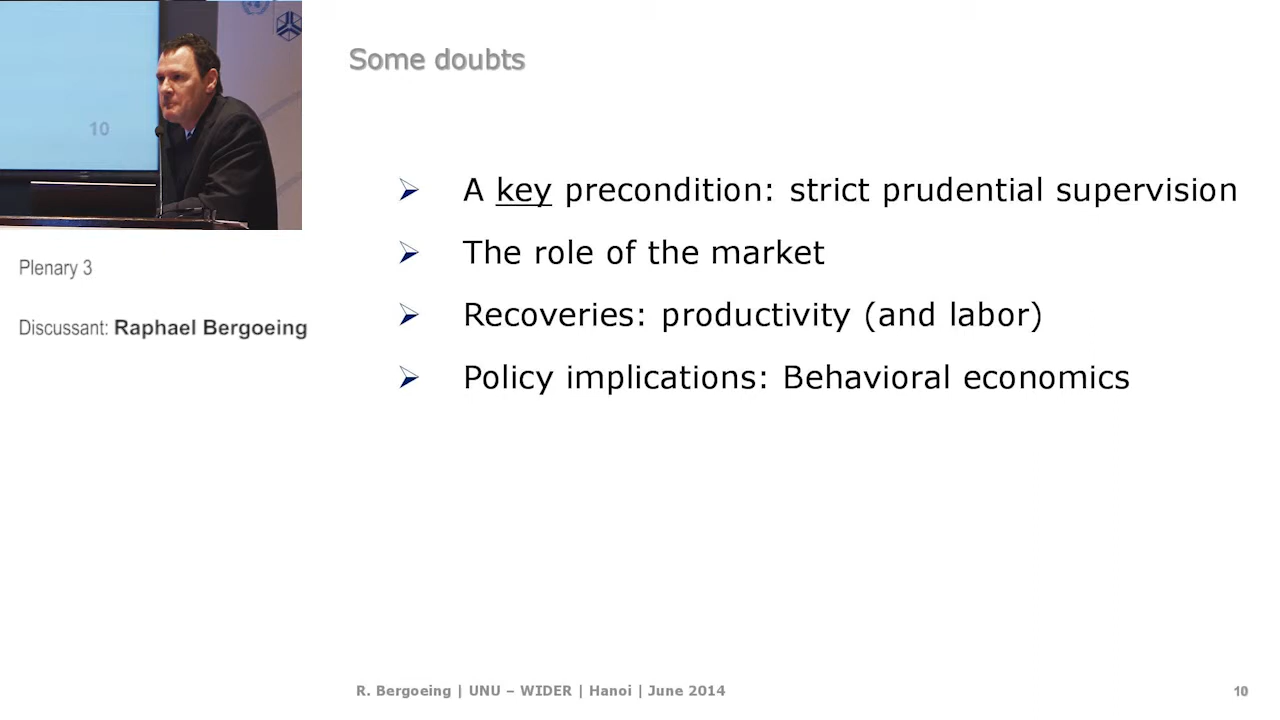 10
Some doubts
A key precondition: strict prudential supervision
The role of the market
Recoveries: productivity (and labor)
Policy implications: Behavioral economics
Plenary 3
Discussant: Raphael Bergoeing
R. Bergoeing | UNU – WIDER | Hanoi | June 2014
10